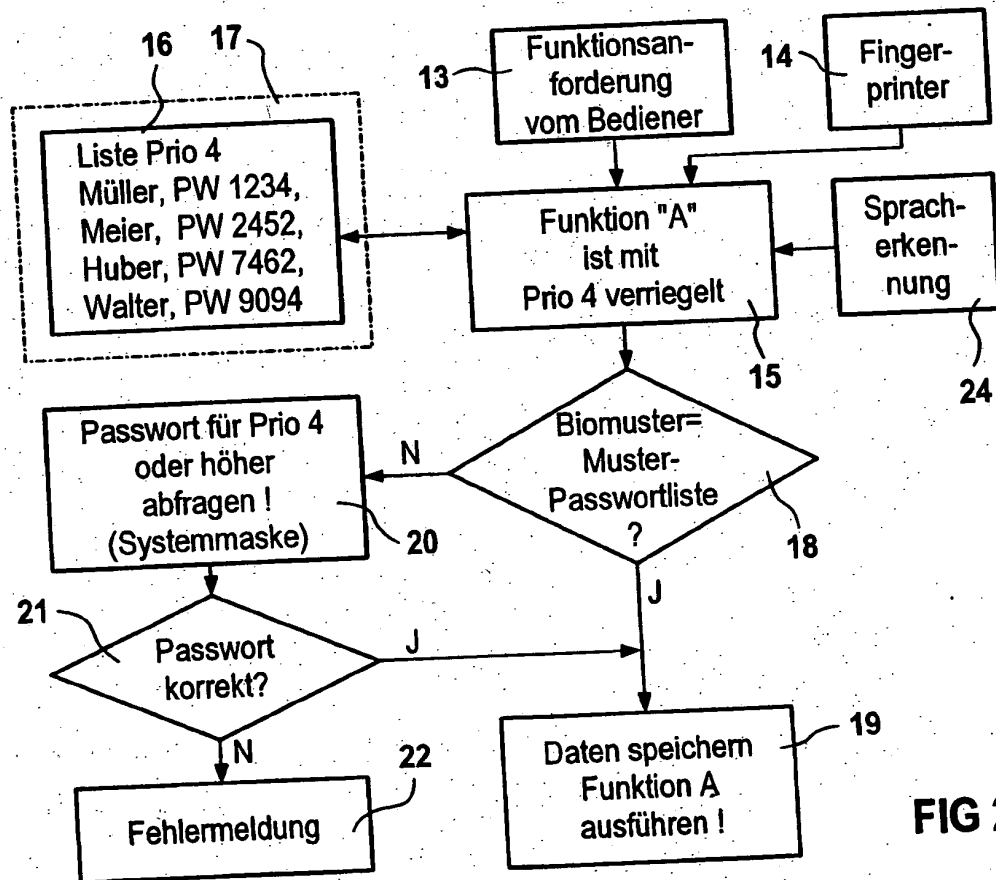 16
17
13
Funktionsan-
forderung
vom Bediener
14
Finger-
printer
Liste Prio 4
Müller, PW 1234,
Meier, PW 2452,
Huber, PW 7462,
Walter, PW 9094
Funktion "A"
ist mit
Prio 4 verriegelt
15
Sprach-
erken-
nung
24
Passwort für Prio 4
oder höher
abfragen !
(Systemmaske)
20
N
Biomuster=
Muster-
Passwortliste
?
18
J
21
Passwort
korrekt?
J
N
22
Fehlermeldung
Daten speichern
Funktion A
ausführen !
19
FIG 2